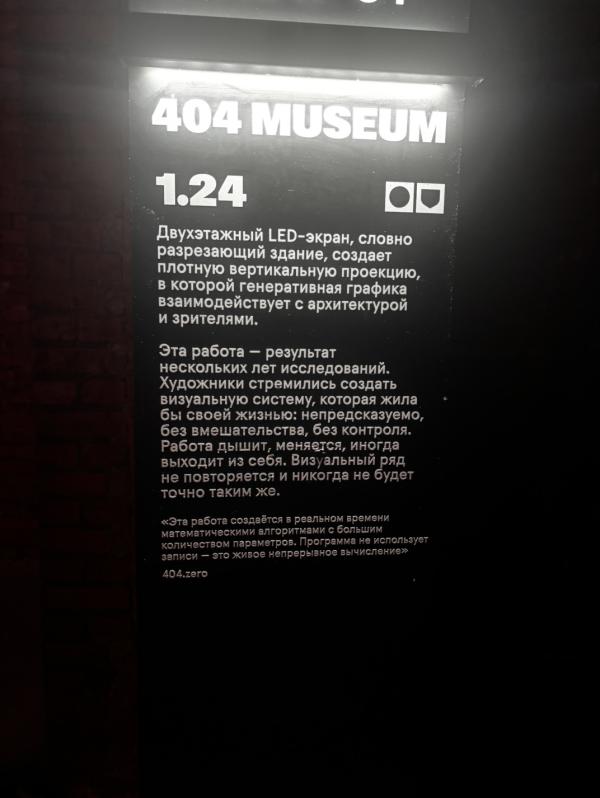 404 MUSEUM
1.24
Двухэтажный LED-экран, словно
разрезающий здание, создает
плотную вертикальную проекцию,
в которой генеративная графика
взаимодействует с архитектурой
и зрителями.
Эта работа — результат
нескольких лет исследований.
Художники стремились создать
визуальную систему, которая жила
бы своей жизнью: непредсказуемо,
без вмешательства, без контроля.
Работа дышит, меняется, иногда
выходит из себя. Визуальный ряд
не повторяется и никогда не будет
точно таким же.
«Эта работа создаётся в реальном времени
математическими алгоритмами с большим
количеством параметров. Программа не использует
записи — это живое непрерывное вычисление»
404.zero